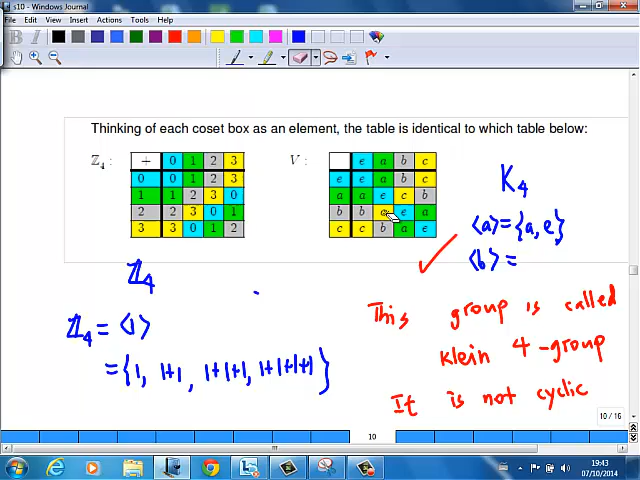 s10 - Windows Journal
File Edit View Insert Actions Tools Help
Thinking of each coset box as an element, the table is identical to which table below:
ℤ4 : + 0 1 2 3
0 0 1 2 3
1 1 2 3 0
2 2 3 0 1
3 3 0 1 2
V : e a b c
e e a b c
a a e c b
b b e a
c c b a e
K4
⟨a⟩={a, e}
⟨b⟩=
ℤ4
ℤ4 = ⟨1⟩
={1, 1+1, 1+1+1, 1+1+1+1}
This group is called
klein 4-group
It is not cyclic
10 / 16
10
19:43
07/10/2014